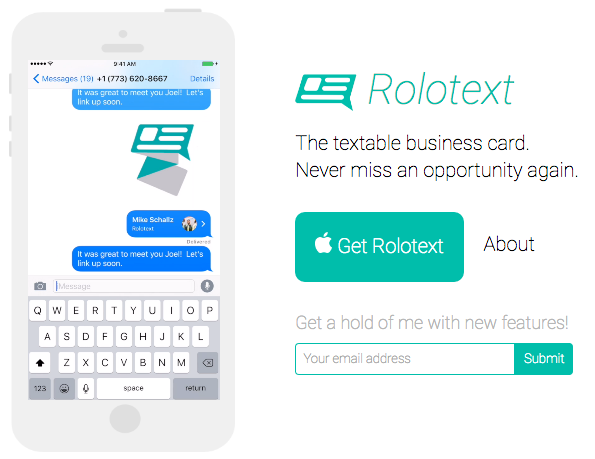 9:41 AM
Messages (19) +1 (773) 620-8667 Details
It was great to meet you Joel! Let's
link up soon.
Mike Schallz
Rolotext
Delivered
It was great to meet you Joel! Let's
link up soon.
Message
Q W E R T Y U I O P
A S D F G H J K L
Z X C V B N M
123 space return
Rolotext
The textable business card.
Never miss an opportunity again.
Get Rolotext
About
Get a hold of me with new features!
Your email address Submit